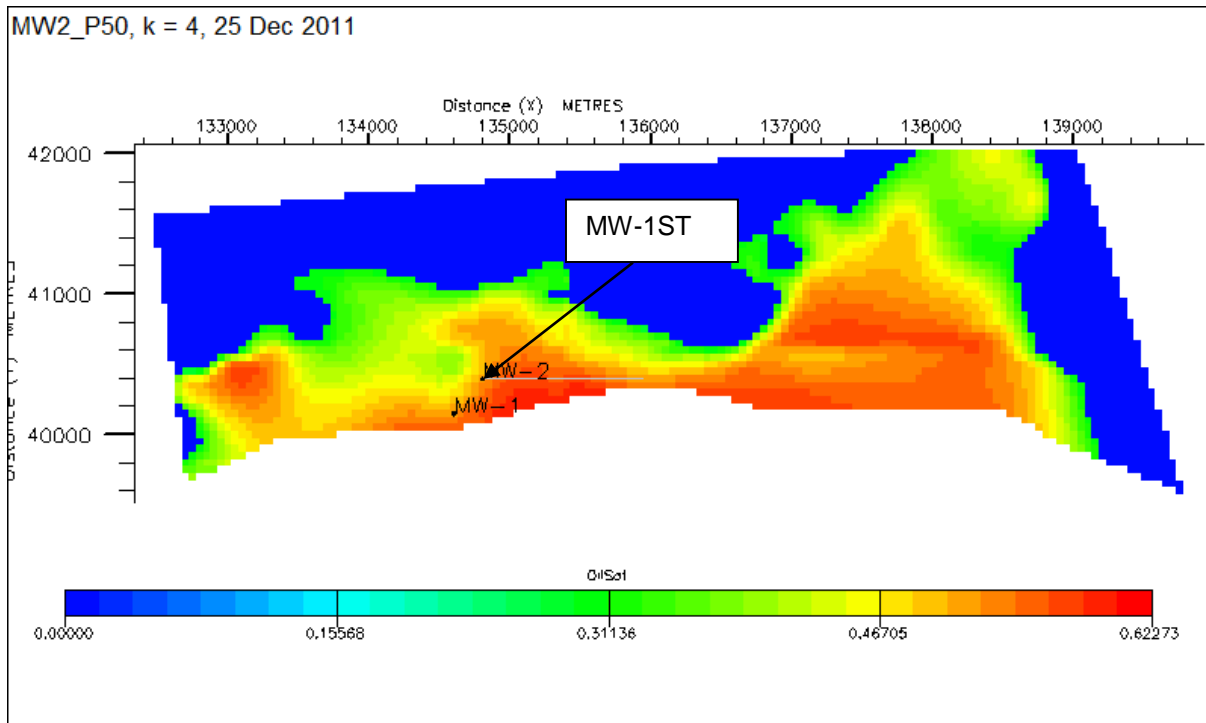 MW2_P50, k = 4, 25 Dec 2011
Distance (X) METRES
133000 134000 135000 136000 137000 138000 139000
42000
MW-1ST
41000
MW-2
MW-1
40000
OilSat
0.00000 0.15568 0.31136 0.46705 0.62273